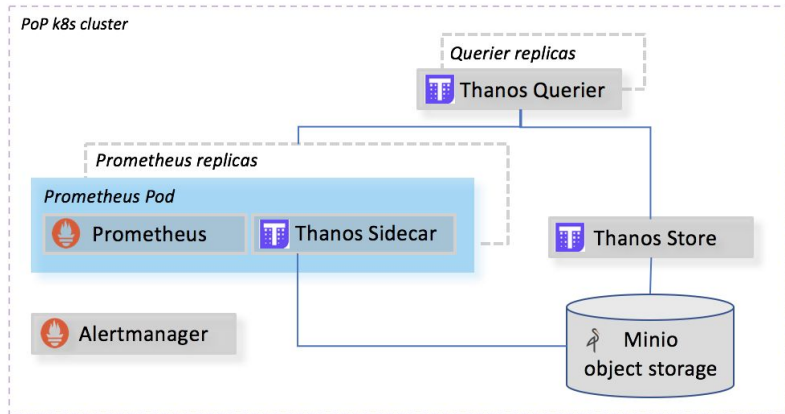 PoP k8s cluster
Querier replicas
Thanos Querier
Prometheus replicas
Prometheus Pod
Prometheus
Thanos Sidecar
Thanos Store
Alertmanager
Minio
object storage